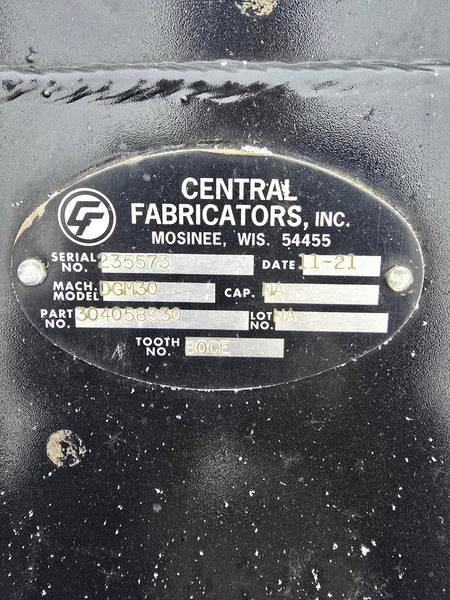 CENTRAL
FABRICATORS, INC.
MOSINEE, WIS. 54455
SERIAL NO. 235573 DATE 11-21
MACH. MODEL DGM30 CAP. NA
PART NO. 304058330 LOT NO. NA
TOOTH NO. 30CE